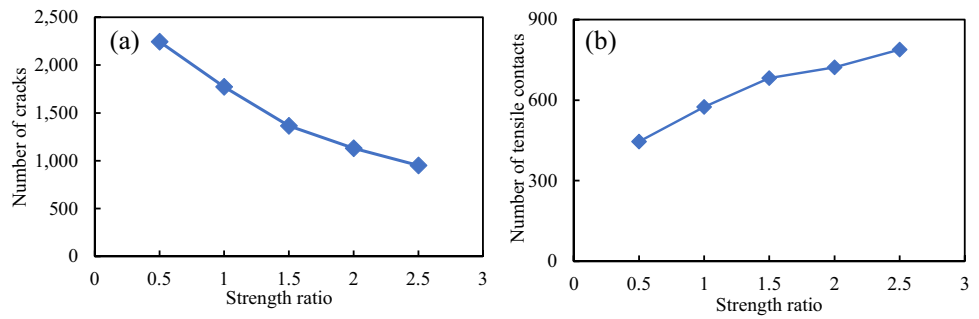 (a)
Number of cracks
2,500
2,000
1,500
1,000
500
0
0 0.5 1 1.5 2 2.5 3
Strength ratio
(b)
Number of tensile contacts
900
600
300
0
0 0.5 1 1.5 2 2.5 3
Strength ratio